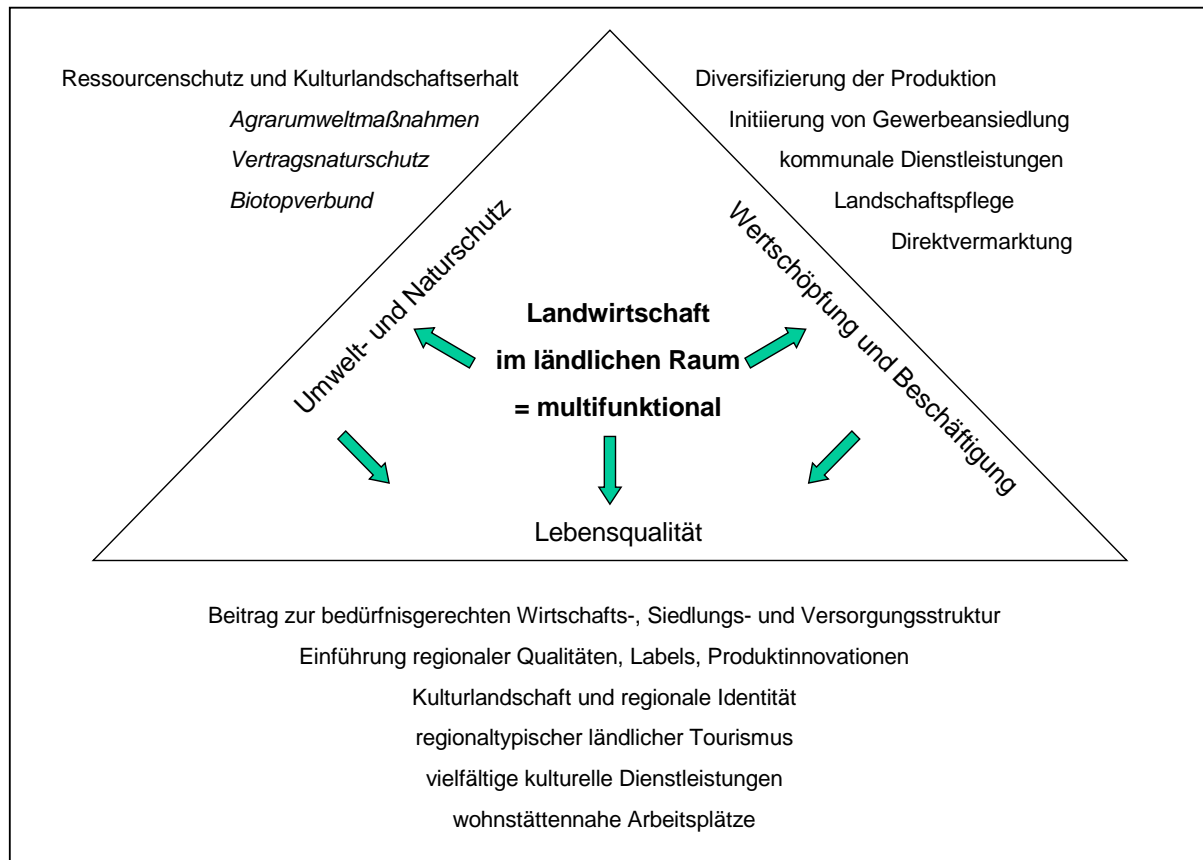 Ressourcenschutz und Kulturlandschaftserhalt
Agrarumweltmaßnahmen
Vertragsnaturschutz
Biotopverbund
Umwelt- und Naturschutz
Diversifizierung der Produktion
Initiierung von Gewerbeansiedlung
kommunale Dienstleistungen
Landschaftspflege
Direktvermarktung
Wertschöpfung und Beschäftigung
Landwirtschaft
im ländlichen Raum
= multifunktional
Lebensqualität
Beitrag zur bedürfnisgerechten Wirtschafts-, Siedlungs- und Versorgungsstruktur
Einführung regionaler Qualitäten, Labels, Produktinnovationen
Kulturlandschaft und regionale Identität
regionaltypischer ländlicher Tourismus
vielfältige kulturelle Dienstleistungen
wohnstättennahe Arbeitsplätze